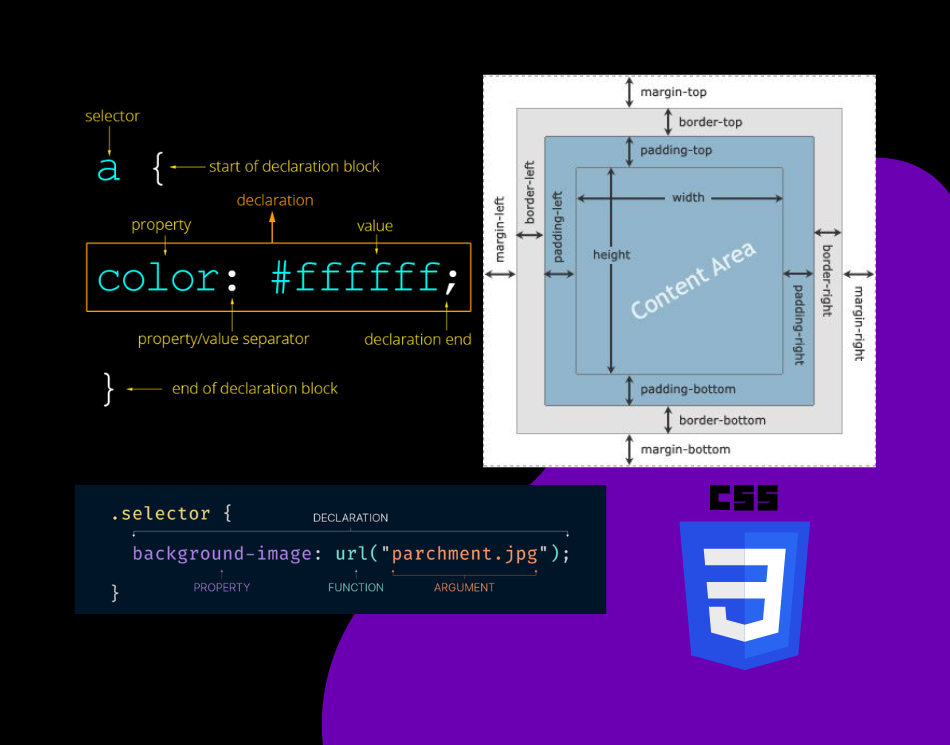 selector
a {
start of declaration block
declaration
property
value
color: #ffffff;
property/value separator
declaration end
}
end of declaration block
margin-top
border-top
padding-top
margin-left
border-left
padding-left
width
height
Content Area
padding-right
border-right
margin-right
padding-bottom
border-bottom
margin-bottom
.selector {
DECLARATION
background-image: url("parchment.jpg");
PROPERTY
FUNCTION
ARGUMENT
}
CSS
3